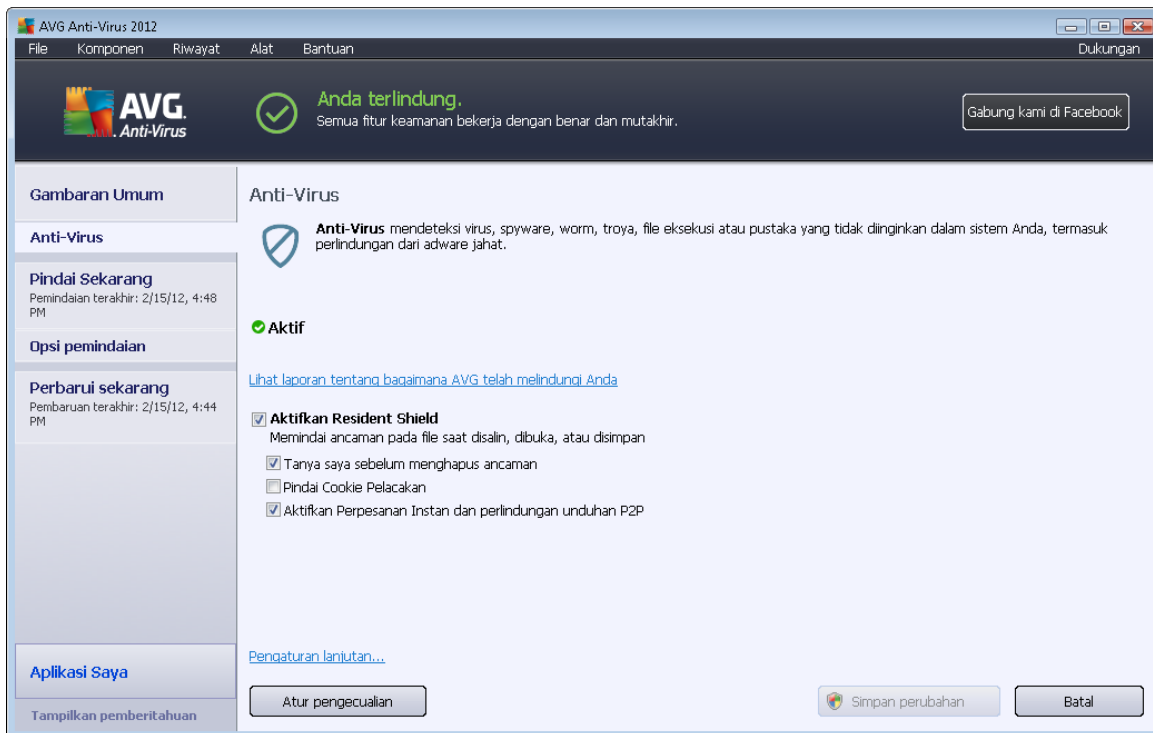 AVG Anti-Virus 2012
File Komponen Riwayat Alat Bantuan Dukungan
AVG.
Anti-Virus
Anda terlindung.
Semua fitur keamanan bekerja dengan benar dan mutakhir.
Gabung kami di Facebook
Gambaran Umum
Anti-Virus
Pindai Sekarang
Pemindaian terakhir: 2/15/12, 4:48
PM
Opsi pemindaian
Perbarui sekarang
Pembaruan terakhir: 2/15/12, 4:44
PM
Aplikasi Saya
Tampilkan pemberitahuan
Anti-Virus
Anti-Virus mendeteksi virus, spyware, worm, troya, file eksekusi atau pustaka yang tidak diinginkan dalam sistem Anda, termasuk
perlindungan dari adware jahat.
Aktif
Lihat laporan tentang bagaimana AVG telah melindungi Anda
Aktifkan Resident Shield
Memindai ancaman pada file saat disalin, dibuka, atau disimpan
Tanya saya sebelum menghapus ancaman
Pindai Cookie Pelacakan
Aktifkan Perpesanan Instan dan perlindungan unduhan P2P
Pengaturan lanjutan...
Atur pengecualian
Simpan perubahan
Batal